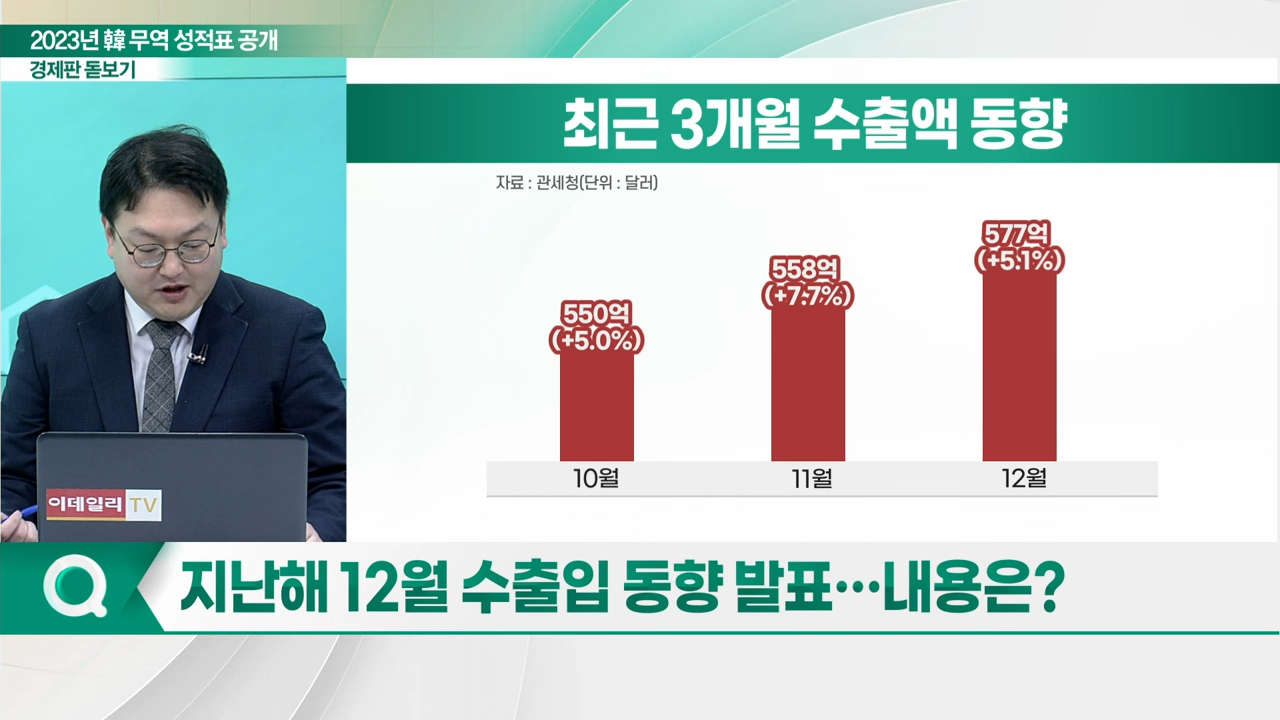 2023년 韓 무역 성적표 공개
경제판 돋보기
최근 3개월 수출액 동향
자료 : 관세청(단위 : 달러)
550억
(+5.0%)
558억
(+7.7%)
577억
(+5.1%)
10월
11월
12월
이데일리 TV
지난해 12월 수출입 동향 발표…내용은?